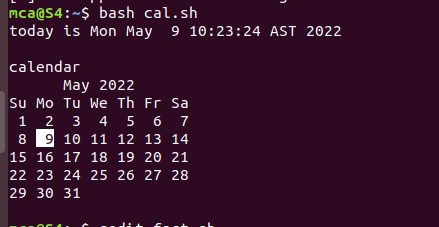 mca@S4:~$ bash cal.sh
today is Mon May  9 10:23:24 AST 2022
calendar
      May 2022
Su Mo Tu We Th Fr Sa
 1  2  3  4  5  6  7
 8  9 10 11 12 13 14
15 16 17 18 19 20 21
22 23 24 25 26 27 28
29 30 31